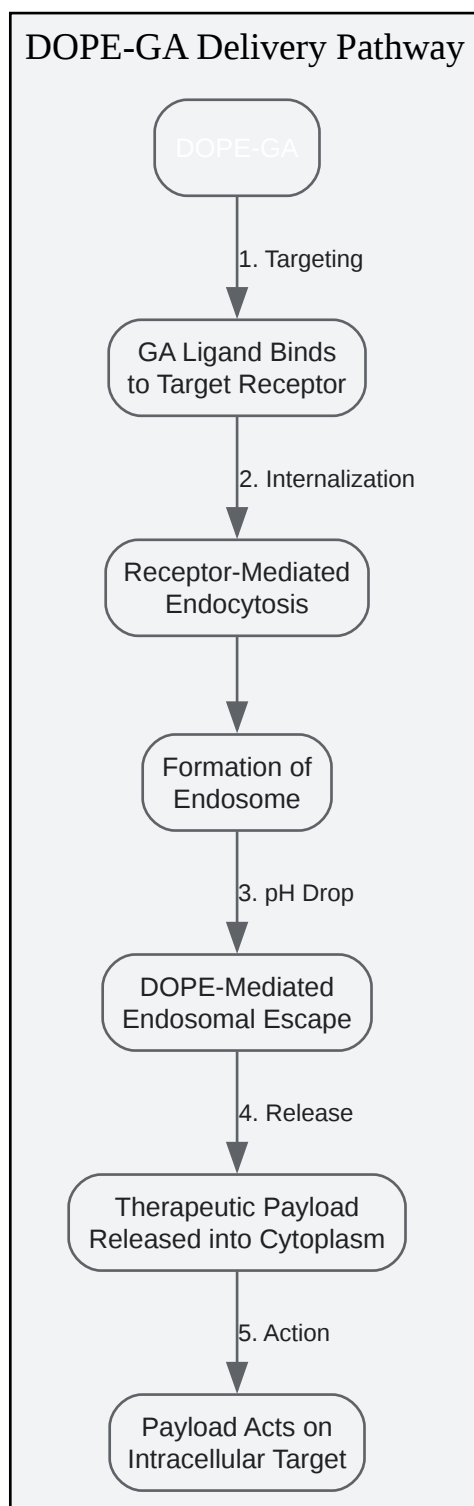 DOPE-GA Delivery Pathway
DOPE-GA
1. Targeting
GA Ligand Binds
to Target Receptor
2. Internalization
Receptor-Mediated
Endocytosis
Formation of
Endosome
3. pH Drop
DOPE-Mediated
Endosomal Escape
4. Release
Therapeutic Payload
Released into Cytoplasm
5. Action
Payload Acts on
Intracellular Target